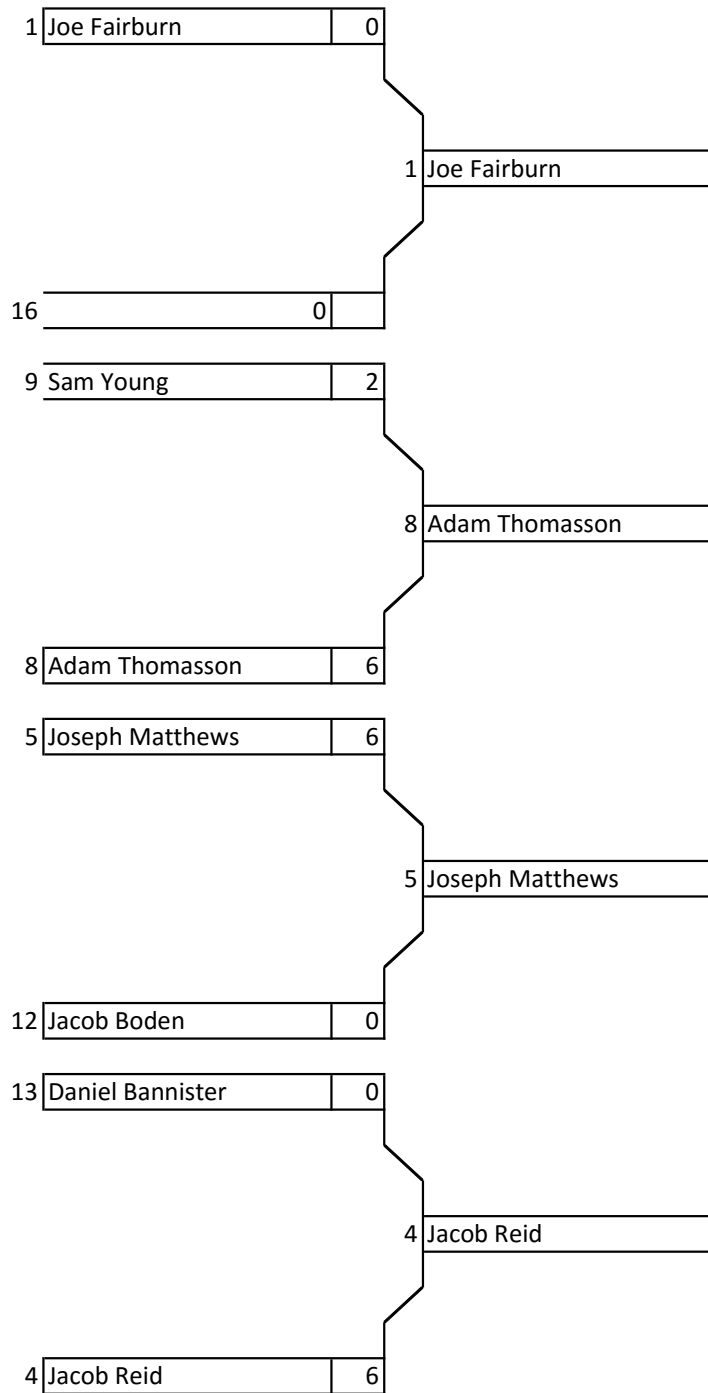 1 Joe Fairburn 0
1 Joe Fairburn
16 0
9 Sam Young 2
8 Adam Thomasson
8 Adam Thomasson 6
5 Joseph Matthews 6
5 Joseph Matthews
12 Jacob Boden 0
13 Daniel Bannister 0
4 Jacob Reid
4 Jacob Reid 6